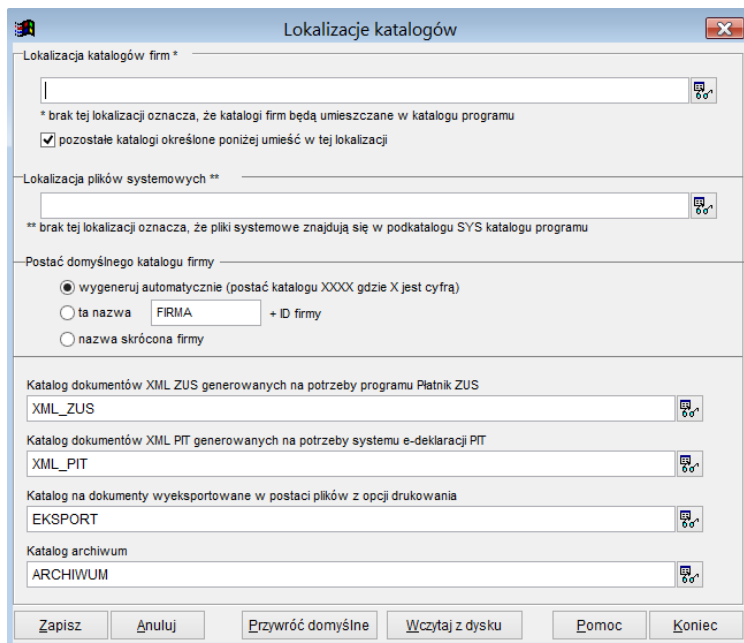 Lokalizacje katalogów
Lokalizacja katalogów firm *
* brak tej lokalizacji oznacza, że katalogi firm będą umieszczane w katalogu programu
pozostałe katalogi określone poniżej umieść w tej lokalizacji
Lokalizacja plików systemowych **
** brak tej lokalizacji oznacza, że pliki systemowe znajdują się w podkatalogu SYS katalogu programu
Postać domyślnego katalogu firmy
wygeneruj automatycznie (postać katalogu XXXX gdzie X jest cyfrą)
ta nazwa FIRMA + ID firmy
nazwa skrócona firmy
Katalog dokumentów XML ZUS generowanych na potrzeby programu Płatnik ZUS
XML_ZUS
Katalog dokumentów XML PIT generowanych na potrzeby systemu e-deklaracji PIT
XML_PIT
Katalog na dokumenty wyeksportowane w postaci plików z opcji drukowania
EKSPORT
Katalog archiwum
ARCHIWUM
Zapisz Anuluj Przywróć domyślne Wczytaj z dysku Pomoc Koniec